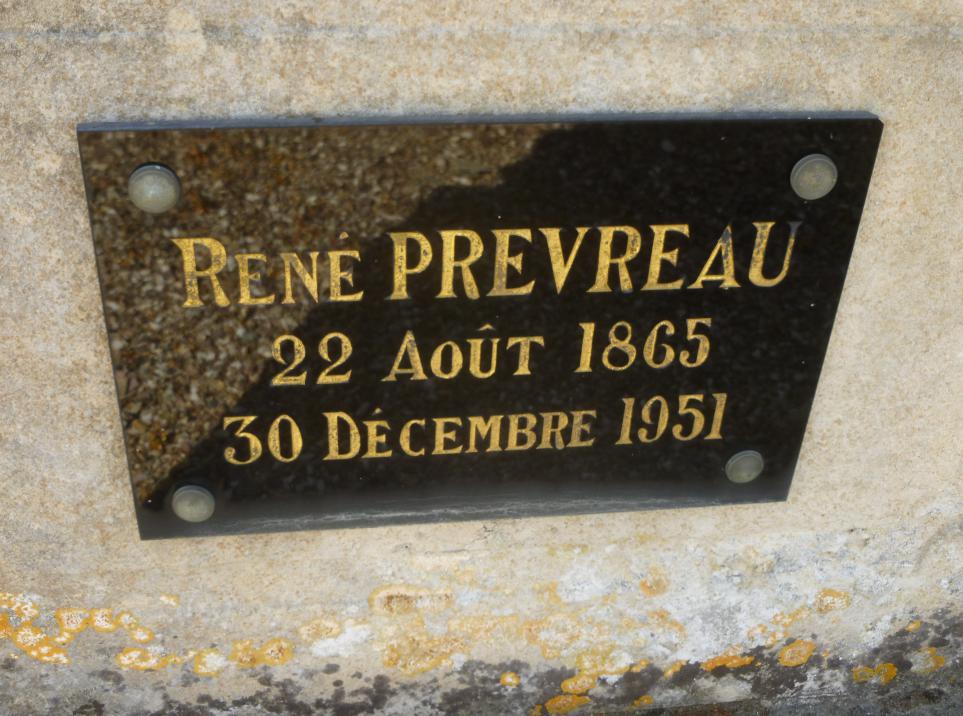 René PREVREAU
22 Août 1865
30 Décembre 1951